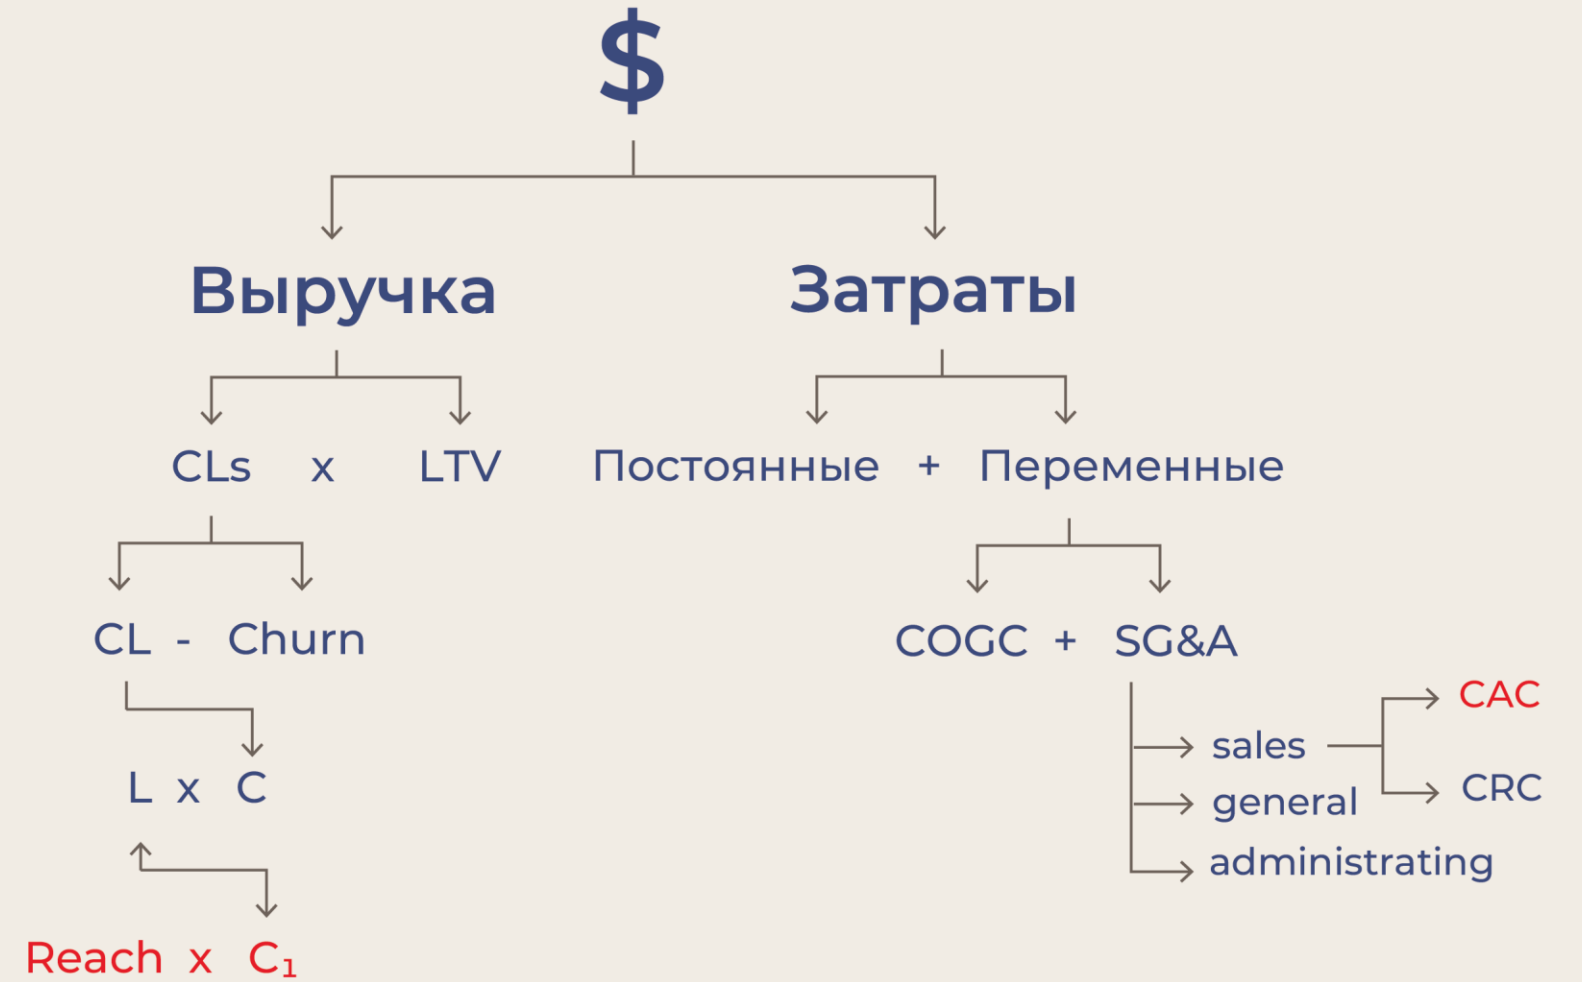 $
Выручка Затраты
CLs x LTV Постоянные + Переменные
CL - Churn COGC + SG&A
CAC
sales
L x C CRC
general
administrating
Reach x C₁